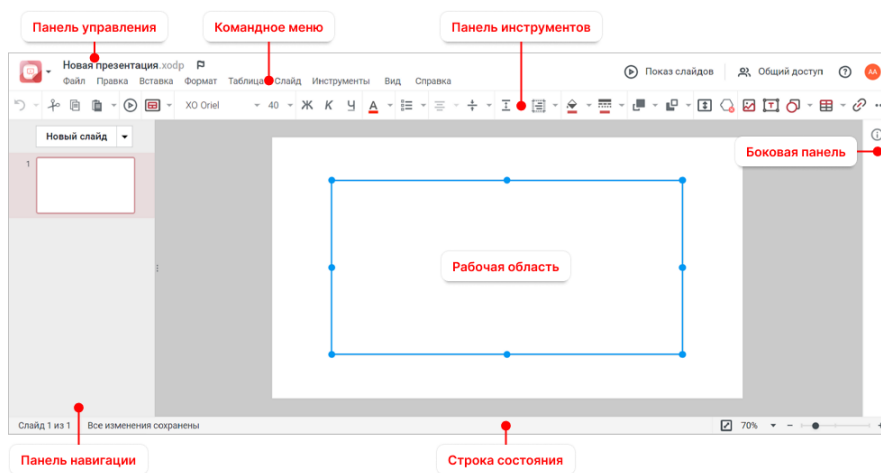 Панель управления
Командное меню
Панель инструментов
Новая презентация.xodp
Файл Правка Вставка Формат Таблица Слайд Инструменты Вид Справка
Показ слайдов Общий доступ ? АА
XO Oriel 40 Ж К Ч А
Новый слайд
Боковая панель
1
Рабочая область
Слайд 1 из 1 Все изменения сохранены 70% − +
Панель навигации
Строка состояния